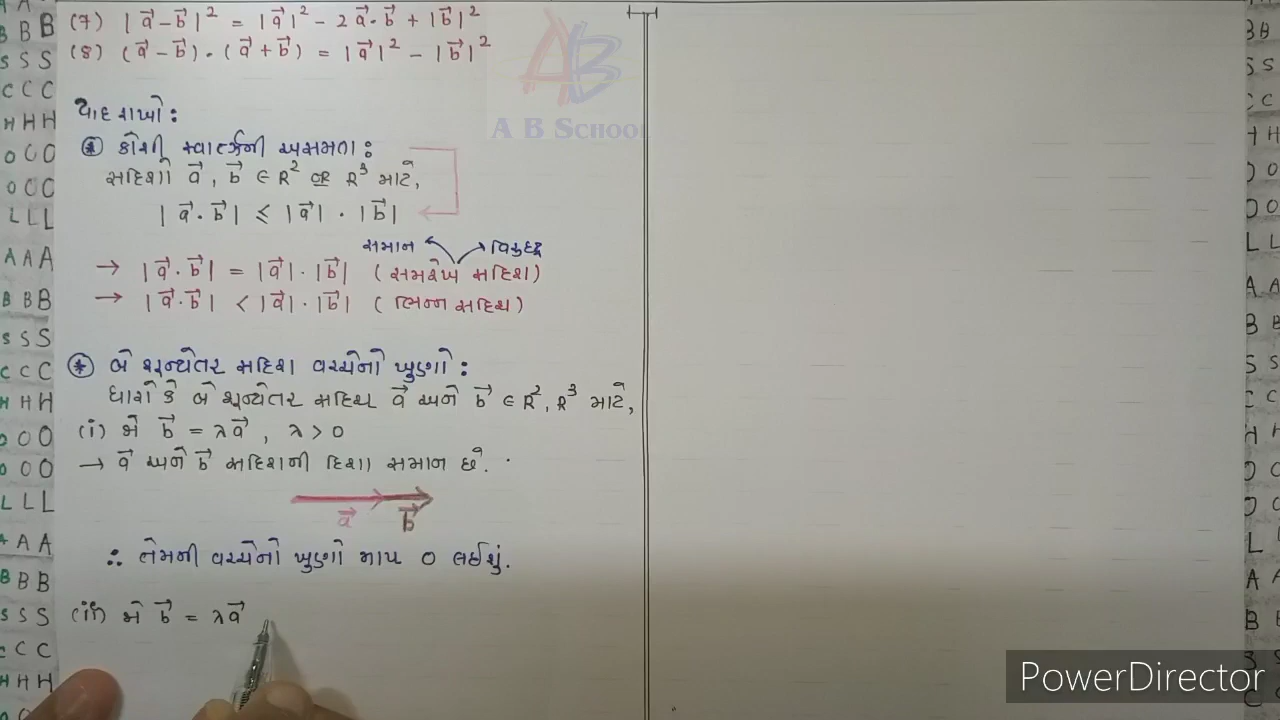 (7) |a⃗ - b⃗|² = |a⃗|² - 2 a⃗·b⃗ + |b⃗|²
(8) (a⃗ - b⃗)·(a⃗ + b⃗) = |a⃗|² - |b⃗|²
A B School
યાદ રાખો :
* કોશી સ્વાર્ટ્ઝની અસમતા :
સદિશો a⃗, b⃗ ∈ R² OR R³ માટે,
|a⃗·b⃗| ≤ |a⃗|·|b⃗|
સમાન વિરુદ્ધ
→ |a⃗·b⃗| = |a⃗|·|b⃗| (સમરેખ સદિશ)
→ |a⃗·b⃗| < |a⃗|·|b⃗| (ભિન્ન સદિશ)
* બે શૂન્યેતર સદિશ વચ્ચેનો ખુણો :
ધારોકે બે શૂન્યેતર સદિશ a⃗ અને b⃗ ∈ R², R³ માટે,
(i) જો b⃗ = λa⃗, λ > 0
→ a⃗ અને b⃗ સદિશની દિશા સમાન છે.
a⃗ b⃗
∴ તેમની વચ્ચેનો ખુણો માપ 0 લઈશું.
(ii) જો b⃗ = λa⃗
PowerDirector